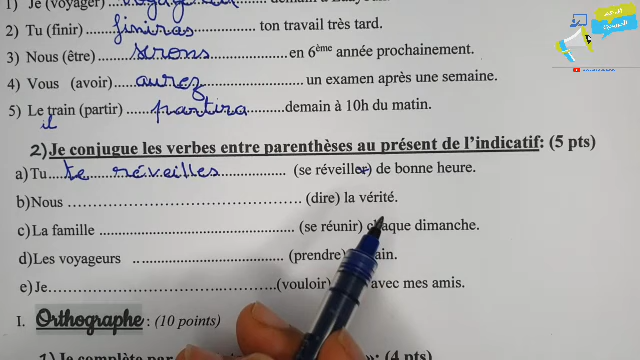 1) Je (voyager)
2) Tu (finir) finiras ton travail très tard.
3) Nous (être) serons en 6ème année prochainement.
4) Vous (avoir) aurez un examen après une semaine.
5) Le train (partir) partira demain à 10h du matin.
il
2) Je conjugue les verbes entre parenthèses au présent de l'indicatif: (5 pts)
a) Tu te réveilles (se réveiller) de bonne heure.
b) Nous .......... (dire) la vérité.
c) La famille .......... (se réunir) chaque dimanche.
d) Les voyageurs .......... (prendre)
e) Je .......... (vouloir) avec mes amis.
I. Orthographe : (10 points)